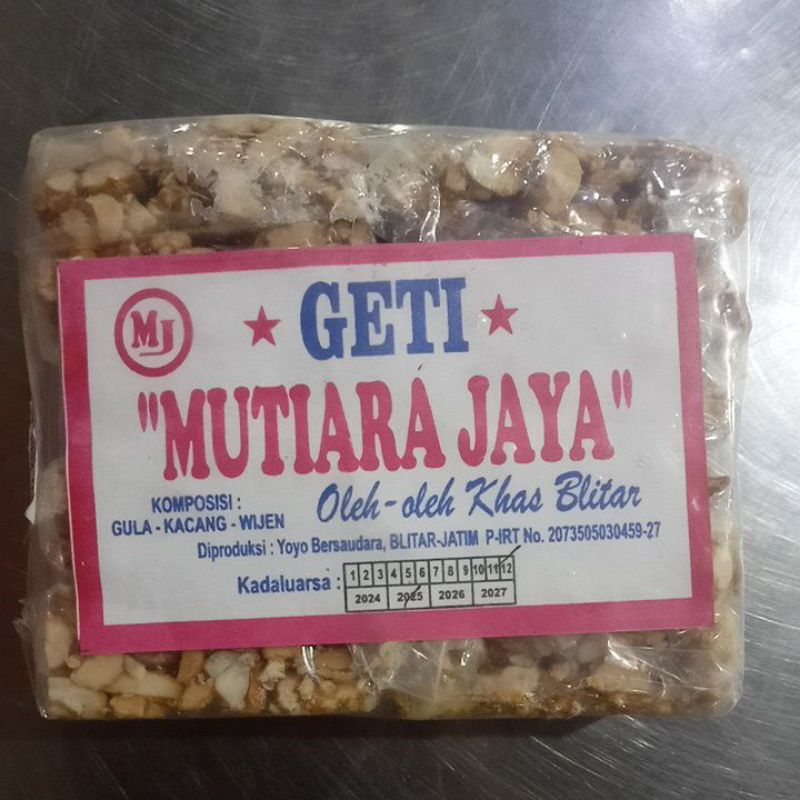 MJ
GETI
"MUTIARA JAYA"
Oleh-oleh Khas Blitar
KOMPOSISI :
GULA - KACANG - WIJEN
Diproduksi : Yoyo Bersaudara, BLITAR-JATIM P-IRT No. 2073505030459-27
Kadaluarsa : 1 2 3 4 5 6 7 8 9 10 11 12
2024 2025 2026 2027